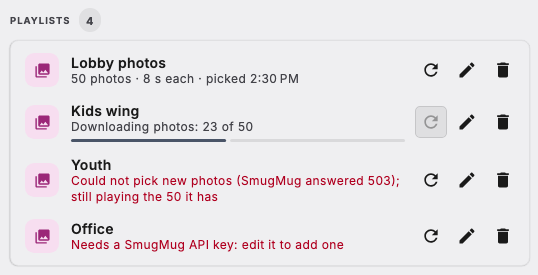 PLAYLISTS 4
Lobby photos
50 photos · 8 s each · picked 2:30 PM
Kids wing
Downloading photos: 23 of 50
Youth
Could not pick new photos (SmugMug answered 503);
still playing the 50 it has
Office
Needs a SmugMug API key: edit it to add one